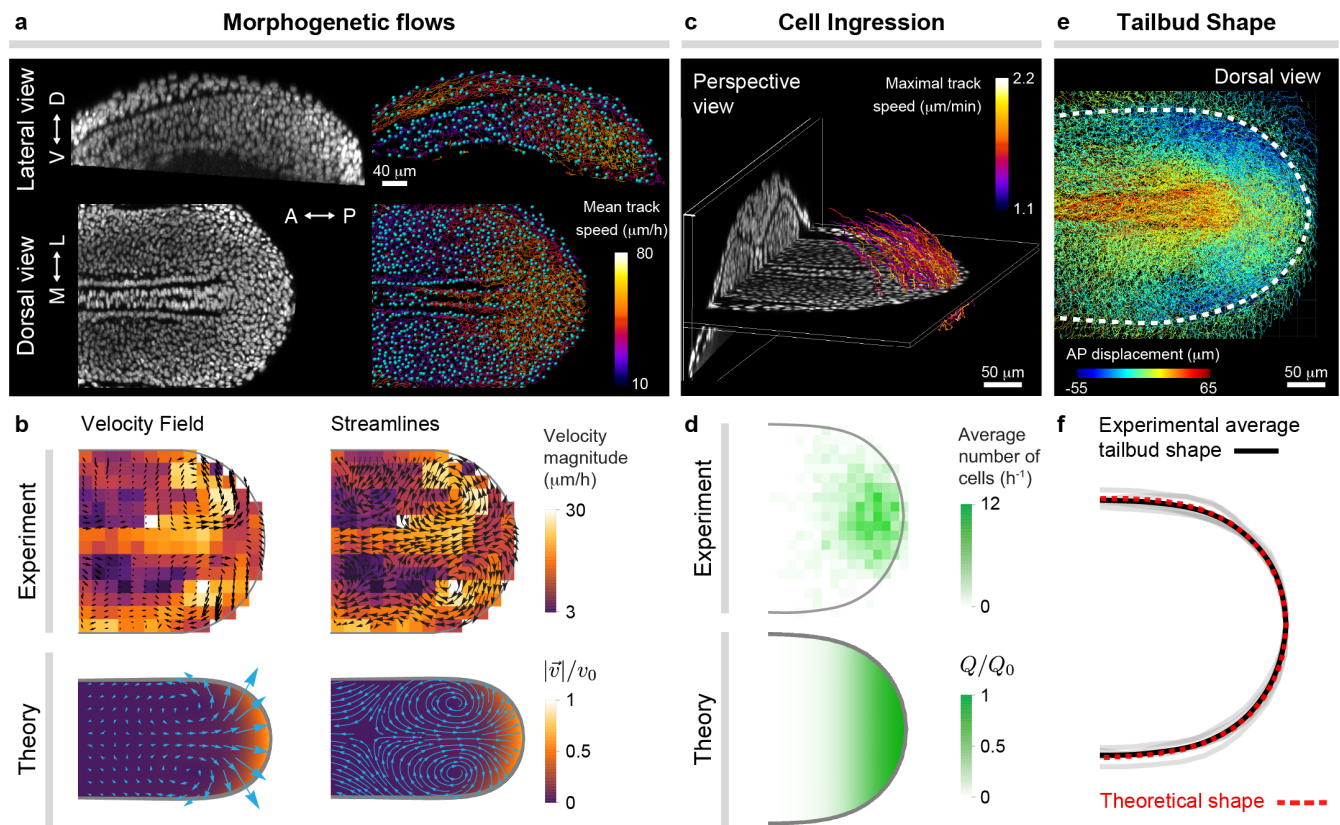 a
Morphogenetic flows
Lateral view
V ⟷ D
40 μm
A ⟷ P
Dorsal view
M ⟷ L
Mean track
speed (μm/h)
80
10
b
Velocity Field
Streamlines
Experiment
Velocity
magnitude
(μm/h)
30
3
Theory
|v⃗|/v₀
1
0.5
0
c
Cell Ingression
Perspective
view
Maximal track
speed (μm/min)
2.2
1.1
50 μm
d
Experiment
Average
number of
cells (h⁻¹)
12
0
Theory
Q/Q₀
1
0.5
0
e
Tailbud Shape
Dorsal view
AP displacement (μm)
-55
65
50 μm
f
Experimental average
tailbud shape
Theoretical shape